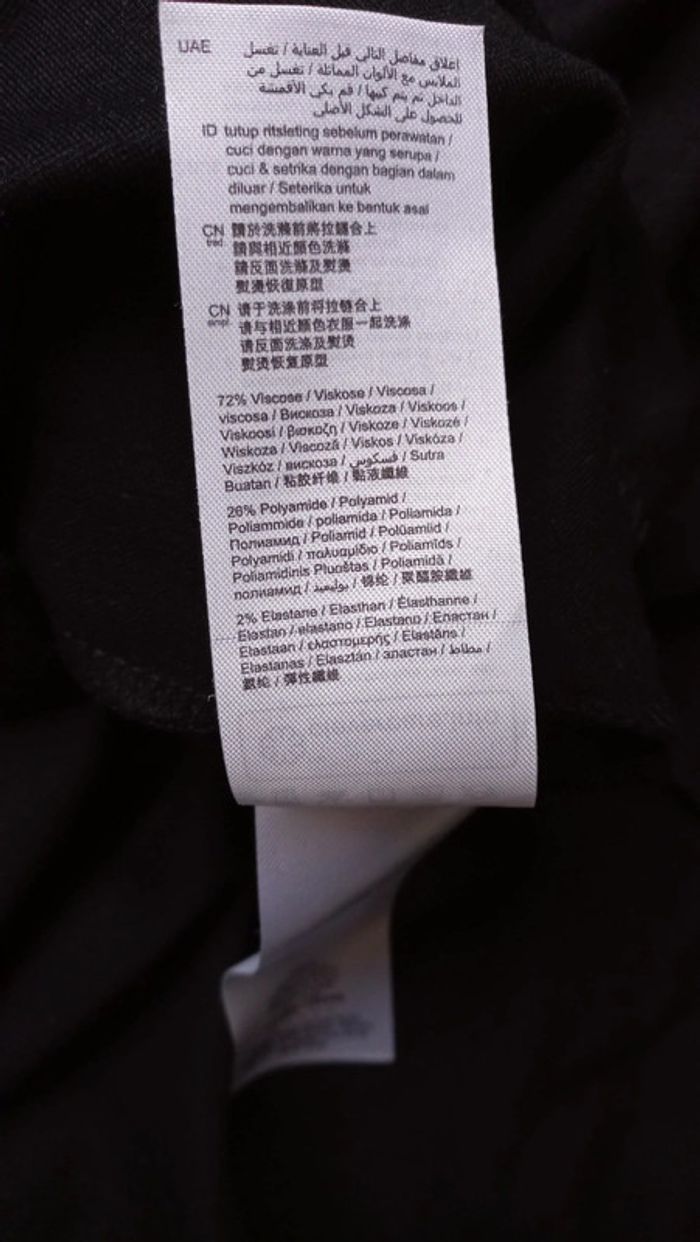 UAE اغلاق مفاصل التالي قبل العناية / تغسل
الملابس مع الألوان المماثلة / تغسل من
الداخل ثم يتم كيها / قم بكي الأقمشة
للحصول على الشكل الأصلي
ID tutup ritsleting sebelum perawatan /
cuci dengan warna yang serupa /
cuci & setrika dengan bagian dalam
diluar / Seterika untuk
mengembalikan ke bentuk asal
CN trad. 請於洗滌前將拉鏈合上
請與相近顏色洗滌
請反面洗滌及熨燙
熨燙恢復原型
CN simpl. 请于洗涤前将拉链合上
请与相近颜色衣服一起洗涤
请反面洗涤及熨烫
熨烫恢复原型
72% Viscose / Viskose / Viscosa /
viscosa / Вискоза / Viskoza / Viskoos /
Viskoosi / βισκοζη / Viskoze / Viskozė /
Wiskoza / Viscoză / Viskos / Viskóza /
Viszkóz / вискоза / فسكوس / Sutra
Buatan / 粘胶纤维 / 黏液纖維
26% Polyamide / Polyamid /
Poliammide / poliamida / Poliamida /
Полиамид / Poliamid / Polüamiid /
Polyamidi / πολυαμίδιο / Poliamīds /
Poliamidinis Pluoštas / Poliamidă /
полиамид / بوليميد / 锦纶 / 聚醯胺纖維
2% Elastane / Elasthan / Élasthanne /
Elastan / elastano / Elastano / Еластан /
Elastaan / ελαστομερής / Elastāns /
Elastanas / Elasztán / эластан / مطاط /
氨纶 / 彈性纖維